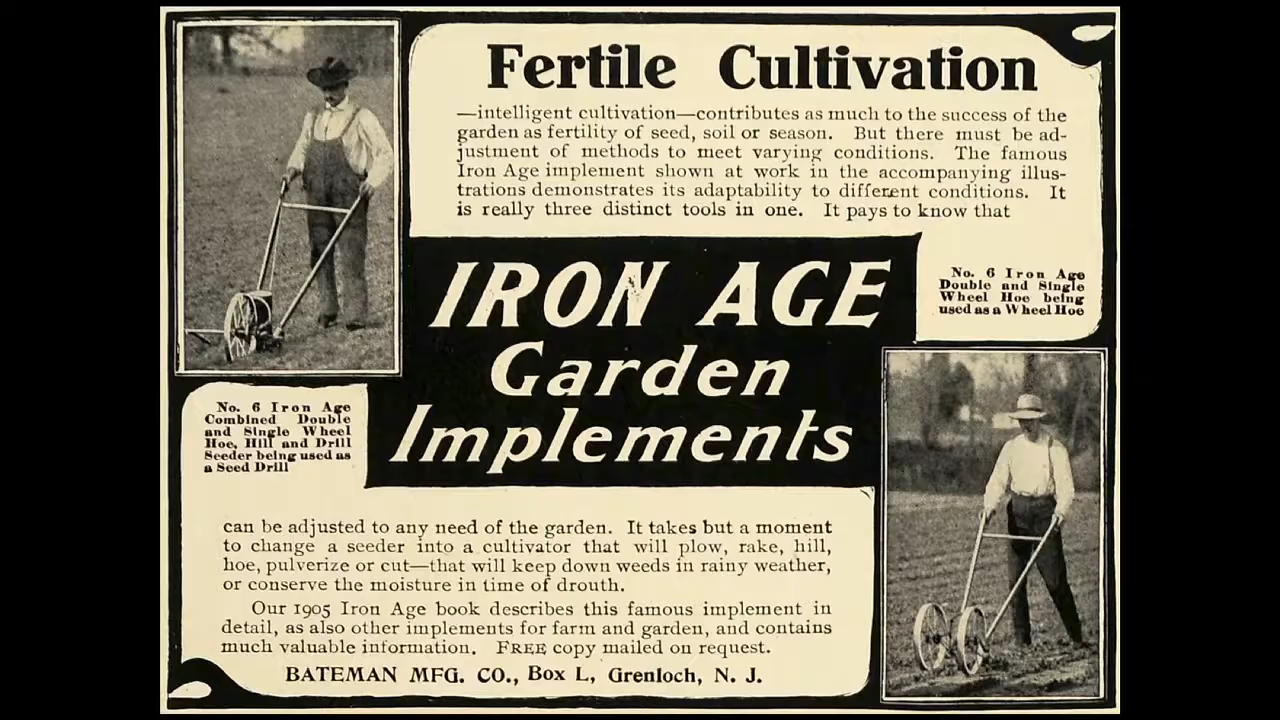 Fertile Cultivation
—intelligent cultivation—contributes as much to the success of the
garden as fertility of seed, soil or season. But there must be ad-
justment of methods to meet varying conditions. The famous
Iron Age implement shown at work in the accompanying illus-
trations demonstrates its adaptability to different conditions. It
is really three distinct tools in one. It pays to know that
IRON AGE
Garden
Implements
No. 6 Iron Age
Double and Single
Wheel Hoe being
used as a Wheel Hoe
No. 6 Iron Age
Combined Double
and Single Wheel
Hoe, Hill and Drill
Seeder being used as
a Seed Drill
can be adjusted to any need of the garden. It takes but a moment
to change a seeder into a cultivator that will plow, rake, hill,
hoe, pulverize or cut—that will keep down weeds in rainy weather,
or conserve the moisture in time of drouth.
Our 1905 Iron Age book describes this famous implement in
detail, as also other implements for farm and garden, and contains
much valuable information. FREE copy mailed on request.
BATEMAN MFG. CO., Box L, Grenloch, N. J.